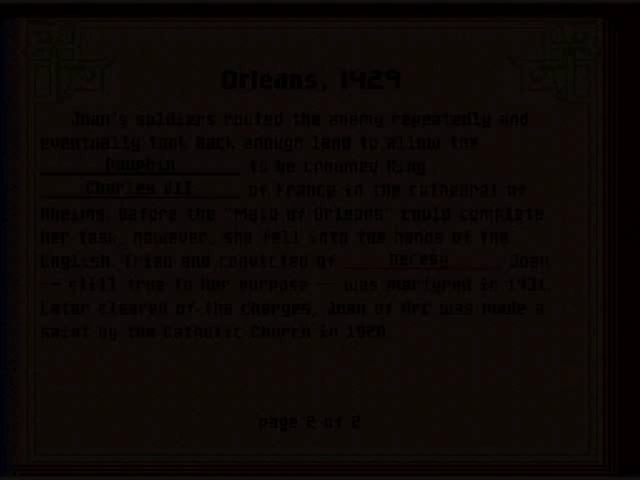 Orleans, 1429
Joan's soldiers routed the enemy repeatedly and
eventually took back enough land to allow the
Dauphin to be crowned King
Charles VII of France in the cathedral of
Rheims. Before the "Maid of Orleans" could complete
her task, however, she fell into the hands of the
English. Tried and convicted of heresy Joan
-- still true to her purpose -- was martyred in 1431.
Later cleared of the charges, Joan of Arc was made a
saint by the Catholic Church in 1920.
page 2 of 2